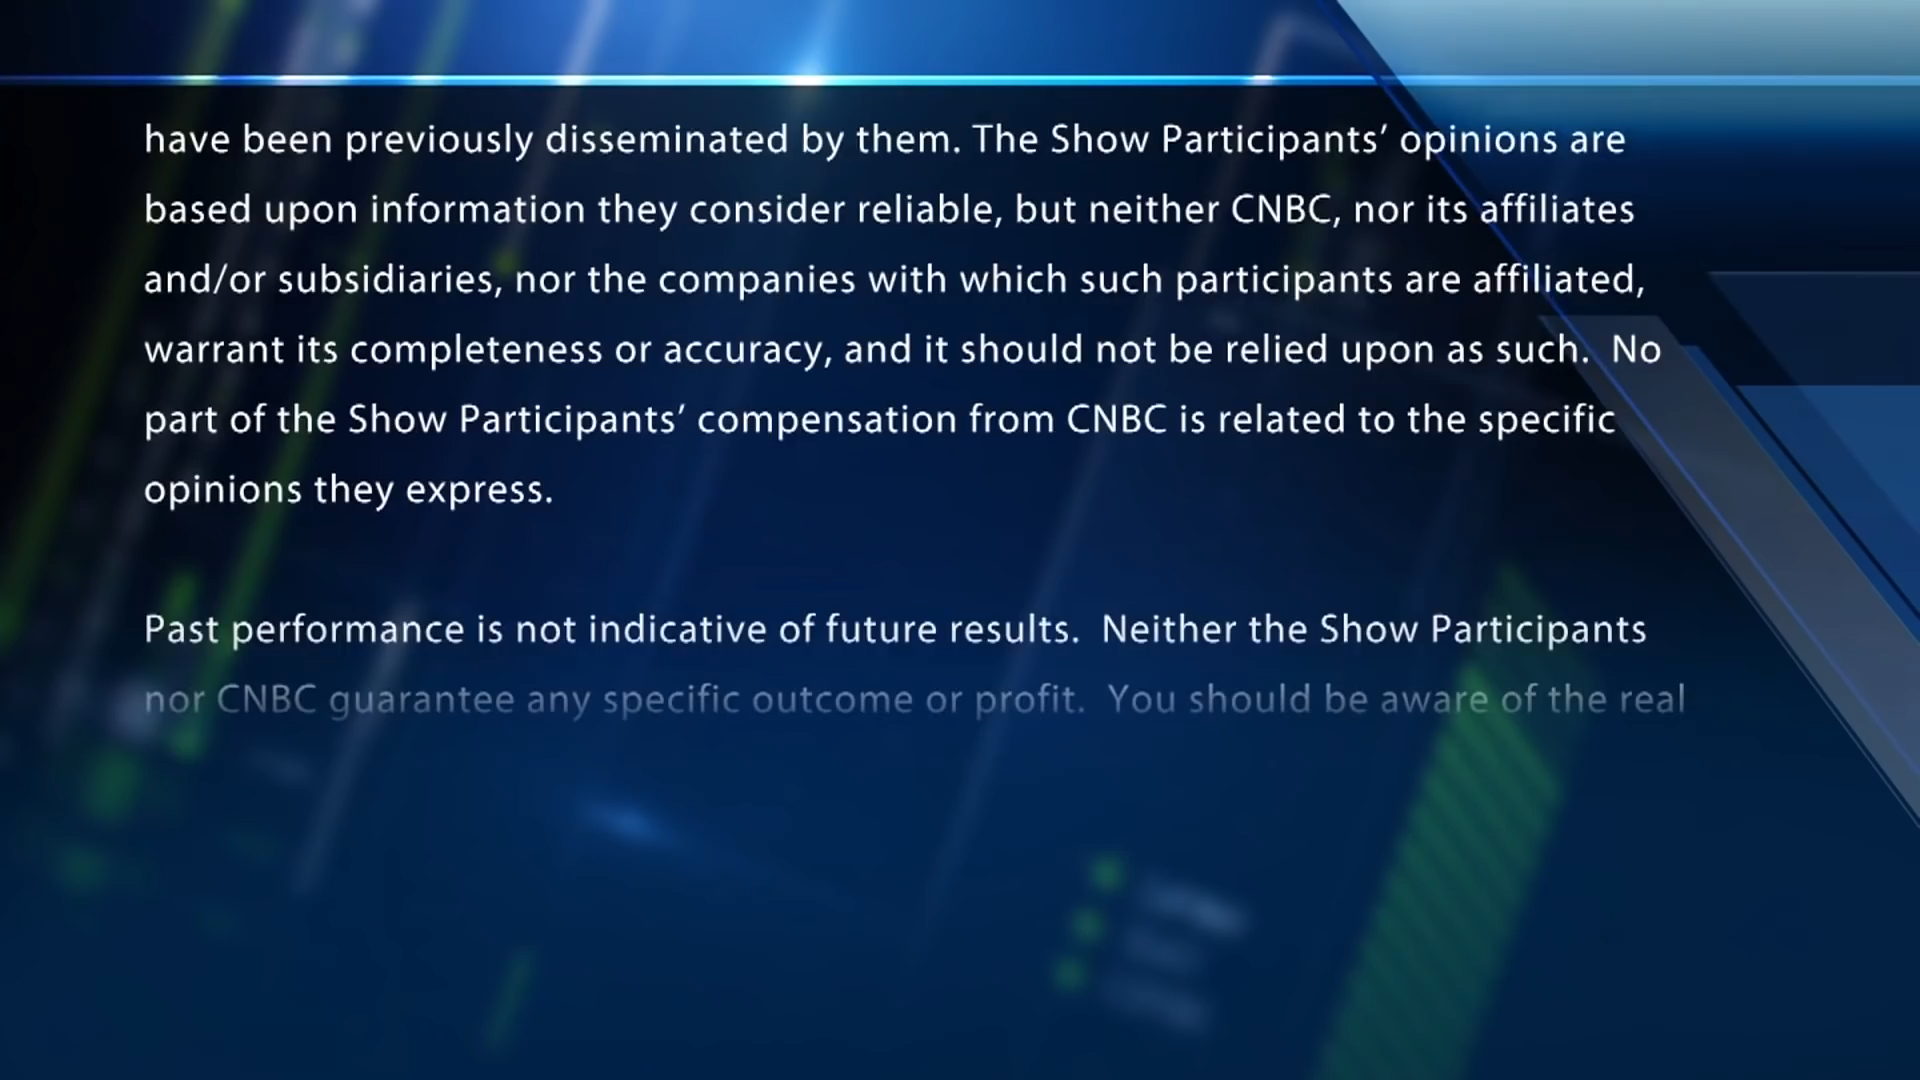 have been previously disseminated by them. The Show Participants’ opinions are
based upon information they consider reliable, but neither CNBC, nor its affiliates
and/or subsidiaries, nor the companies with which such participants are affiliated,
warrant its completeness or accuracy, and it should not be relied upon as such.  No
part of the Show Participants’ compensation from CNBC is related to the specific
opinions they express.
Past performance is not indicative of future results.  Neither the Show Participants
nor CNBC guarantee any specific outcome or profit.  You should be aware of the real